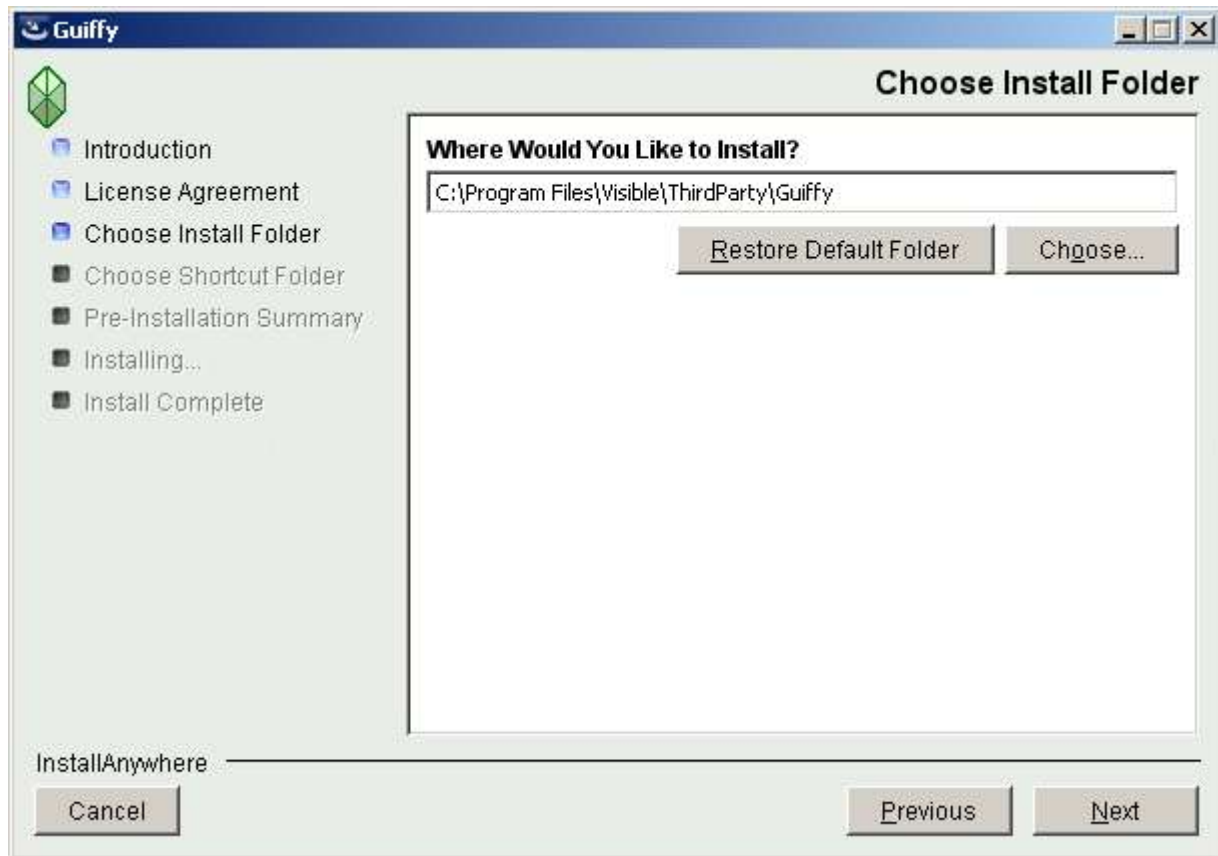 Guiffy
Choose Install Folder
Introduction
License Agreement
Choose Install Folder
Choose Shortcut Folder
Pre-Installation Summary
Installing...
Install Complete
Where Would You Like to Install?
C:\Program Files\Visible\ThirdParty\Guiffy
Restore Default Folder Choose...
InstallAnywhere
Cancel Previous Next